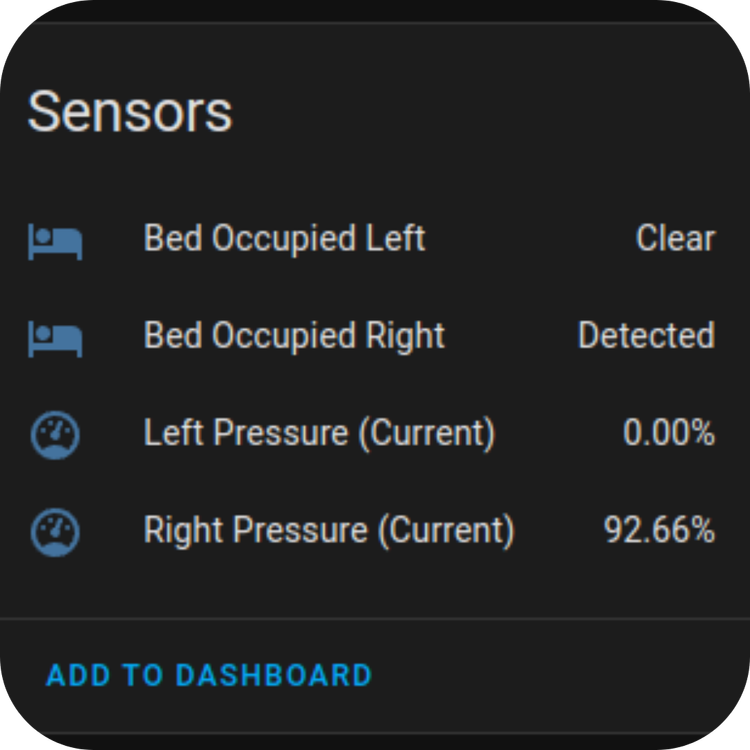 Sensors
Bed Occupied Left Clear
Bed Occupied Right Detected
Left Pressure (Current) 0.00%
Right Pressure (Current) 92.66%
ADD TO DASHBOARD